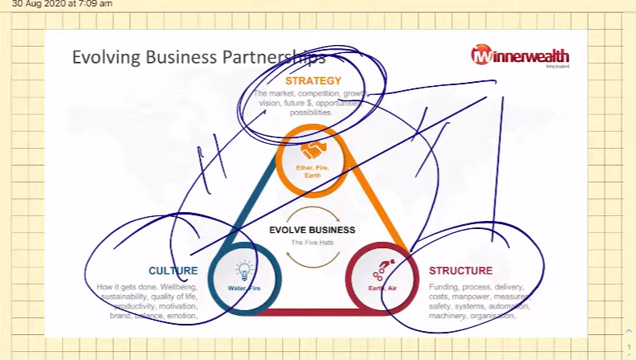 30 Aug 2020 at 7:09 am
Evolving Business Partnerships
winnerwealth
STRATEGY
The market, competition, growth
vision, future $, opportunities
possibilities.
Ether, Fire,
Earth
EVOLVE BUSINESS
The Five Hats
CULTURE
How it gets done. Wellbeing,
sustainability, quality of life,
productivity, motivation,
brand, balance, emotion,
Water, Fire
Earth, Air
STRUCTURE
Funding, process, delivery,
costs, manpower, measures,
safety, systems, automation,
machinery, organisation.